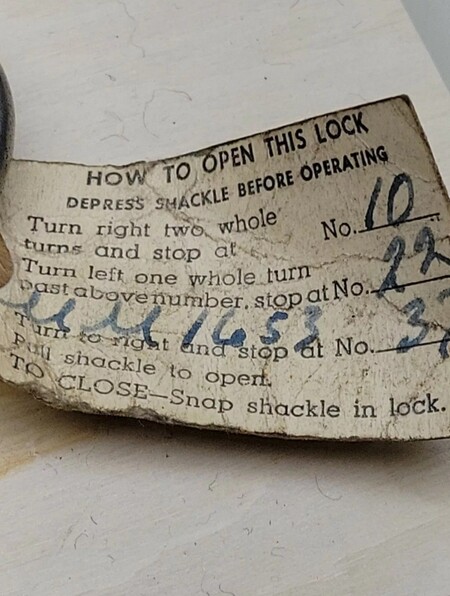 HOW TO OPEN THIS LOCK
DEPRESS SHACKLE BEFORE OPERATING
Turn right two whole
turns and stop at No. 10
Turn left one whole turn
past above number, stop at No. 22
1653
Turn to right and stop at No.
Pull shackle to open.
TO CLOSE—Snap shackle in lock.